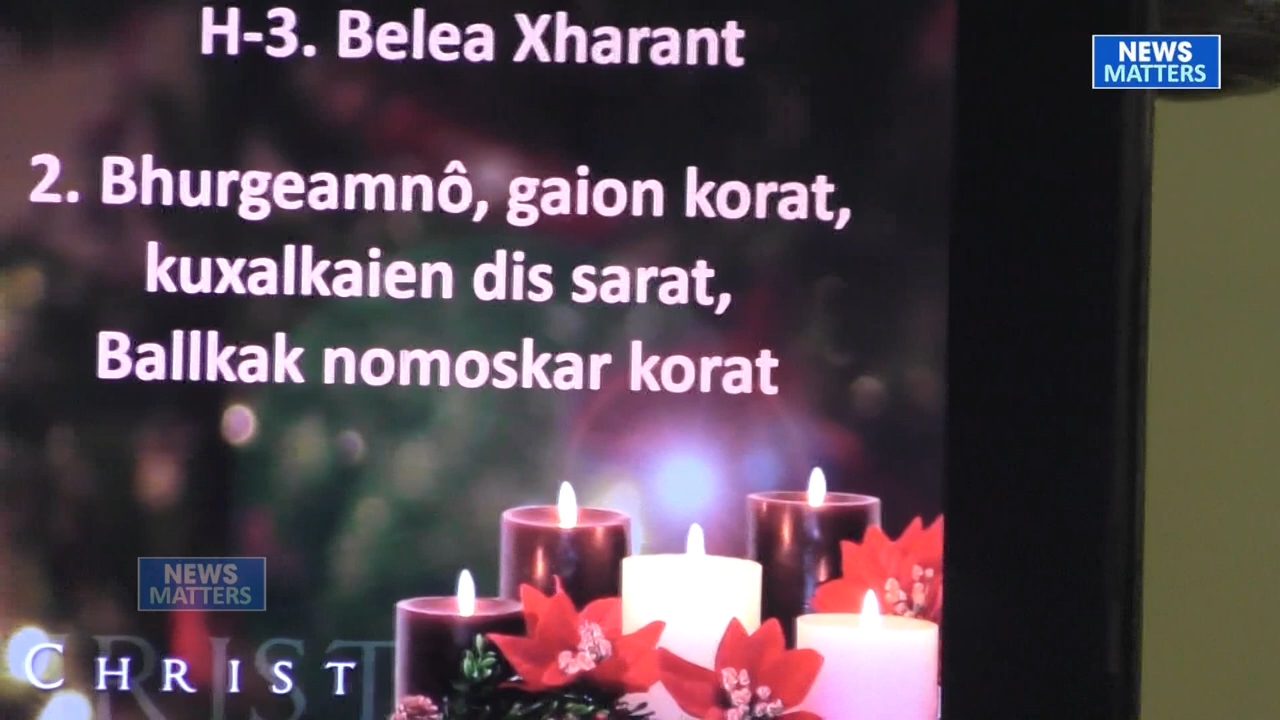 H-3. Belea Xharant
NEWS
MATTERS
2. Bhurgeamnô, gaion korat,
kuxalkaien dis sarat,
Ballkak nomoskar korat
NEWS
MATTERS
CHRIST